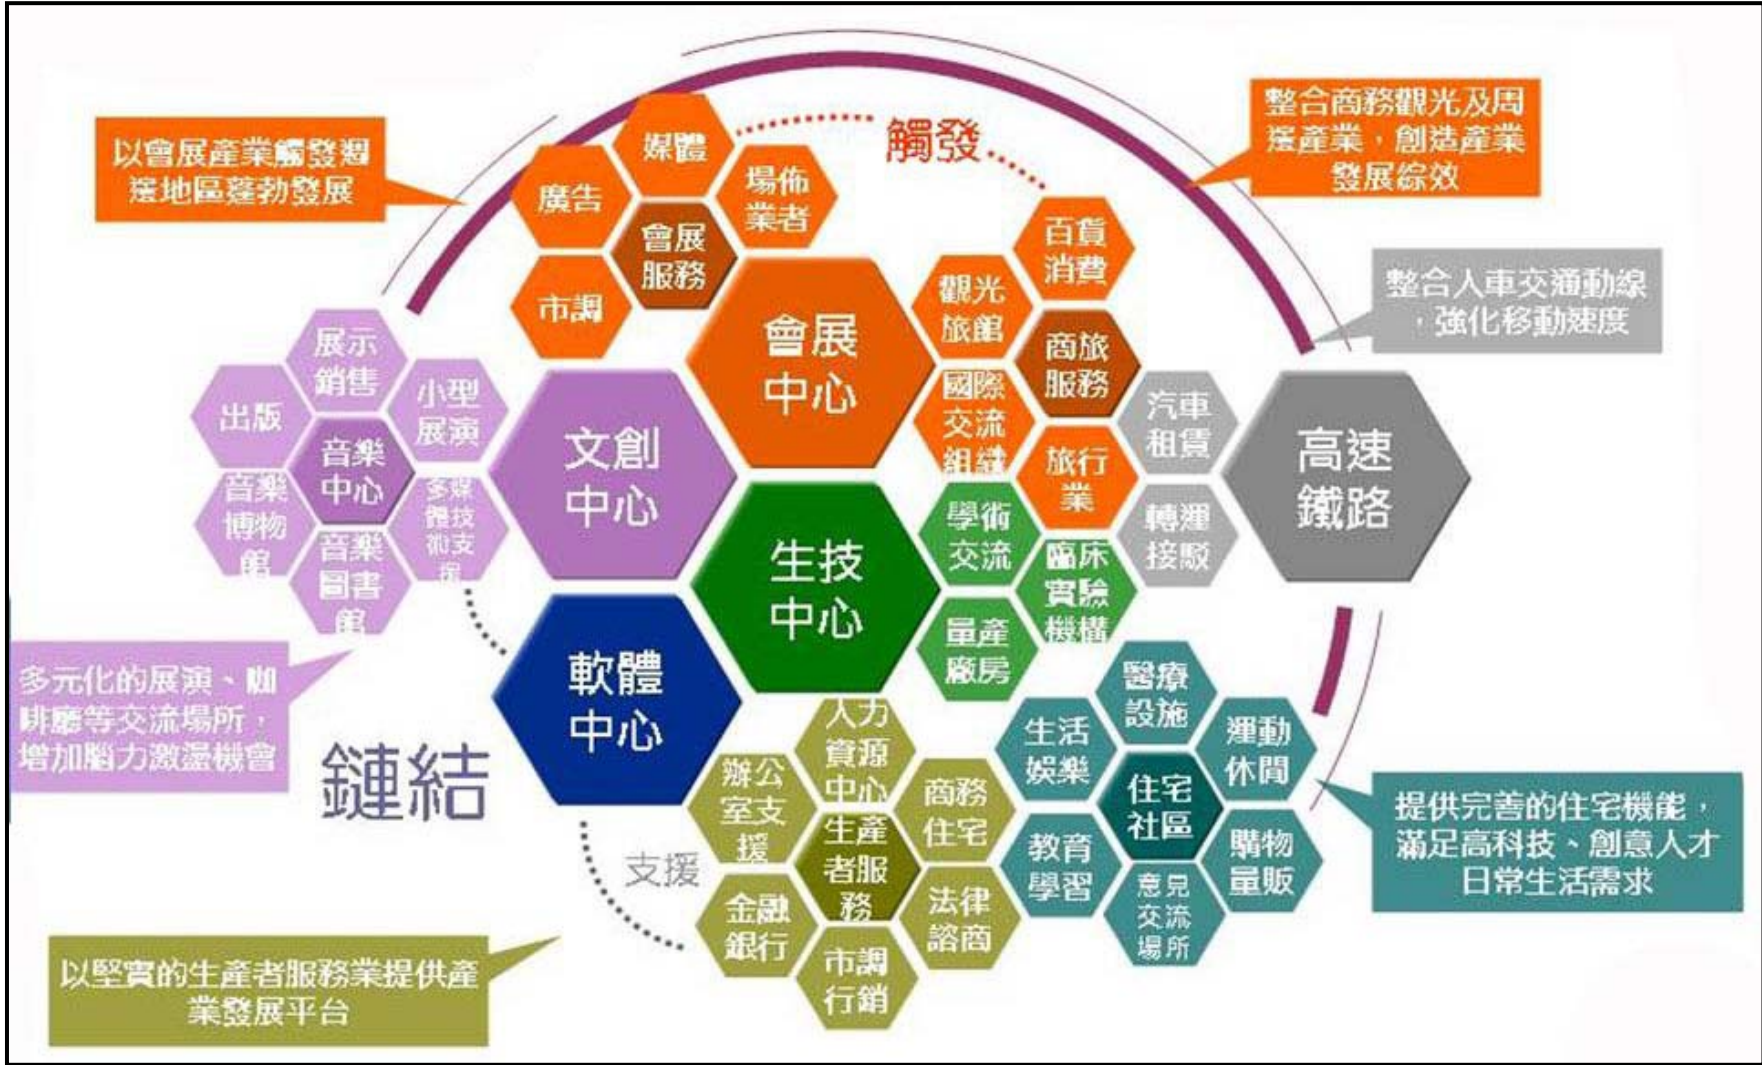 以會展產業觸發週
邊地區蓬勃發展
媒體
廣告
場佈
業者
會展
服務
市調
觸發
整合商務觀光及周
邊產業，創造產業
發展綜效
百貨
消費
觀光
旅館
商旅
服務
國際
交流
組織
旅行
業
整合人車交通動線
，強化移動速度
汽車
租賃
轉運
接駁
高速
鐵路
會展
中心
展示
銷售
出版
小型
展演
音樂
中心
音樂
博物
館
多媒
體技
術支
援
音樂
圖書
館
文創
中心
生技
中心
學術
交流
臨床
實驗
機構
量產
廠房
軟體
中心
多元化的展演、咖
啡廳等交流場所，
增加腦力激盪機會
鏈結
支援
人力
資源
中心
辦公
室支
援
商務
住宅
生產
者服
務
金融
銀行
法律
諮商
市調
行銷
醫療
設施
生活
娛樂
運動
休閒
住宅
社區
教育
學習
購物
量販
意見
交流
場所
提供完善的住宅機能，
滿足高科技、創意人才
日常生活需求
以堅實的生產者服務業提供產
業發展平台